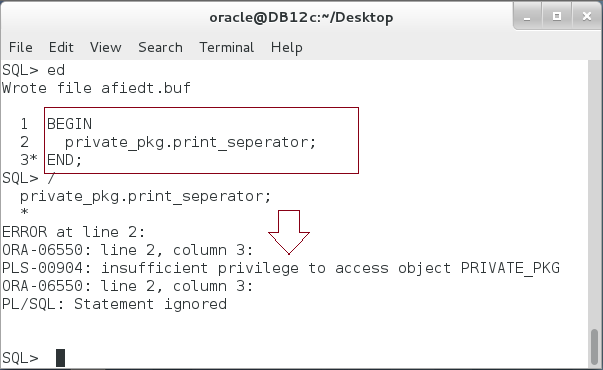 oracle@DB12c:~/Desktop
File Edit View Search Terminal Help
SQL> ed
Wrote file afiedt.buf
1 BEGIN
2 private_pkg.print_seperator;
3* END;
SQL> /
private_pkg.print_seperator;
*
ERROR at line 2:
ORA-06550: line 2, column 3:
PLS-00904: insufficient privilege to access object PRIVATE_PKG
ORA-06550: line 2, column 3:
PL/SQL: Statement ignored
SQL>